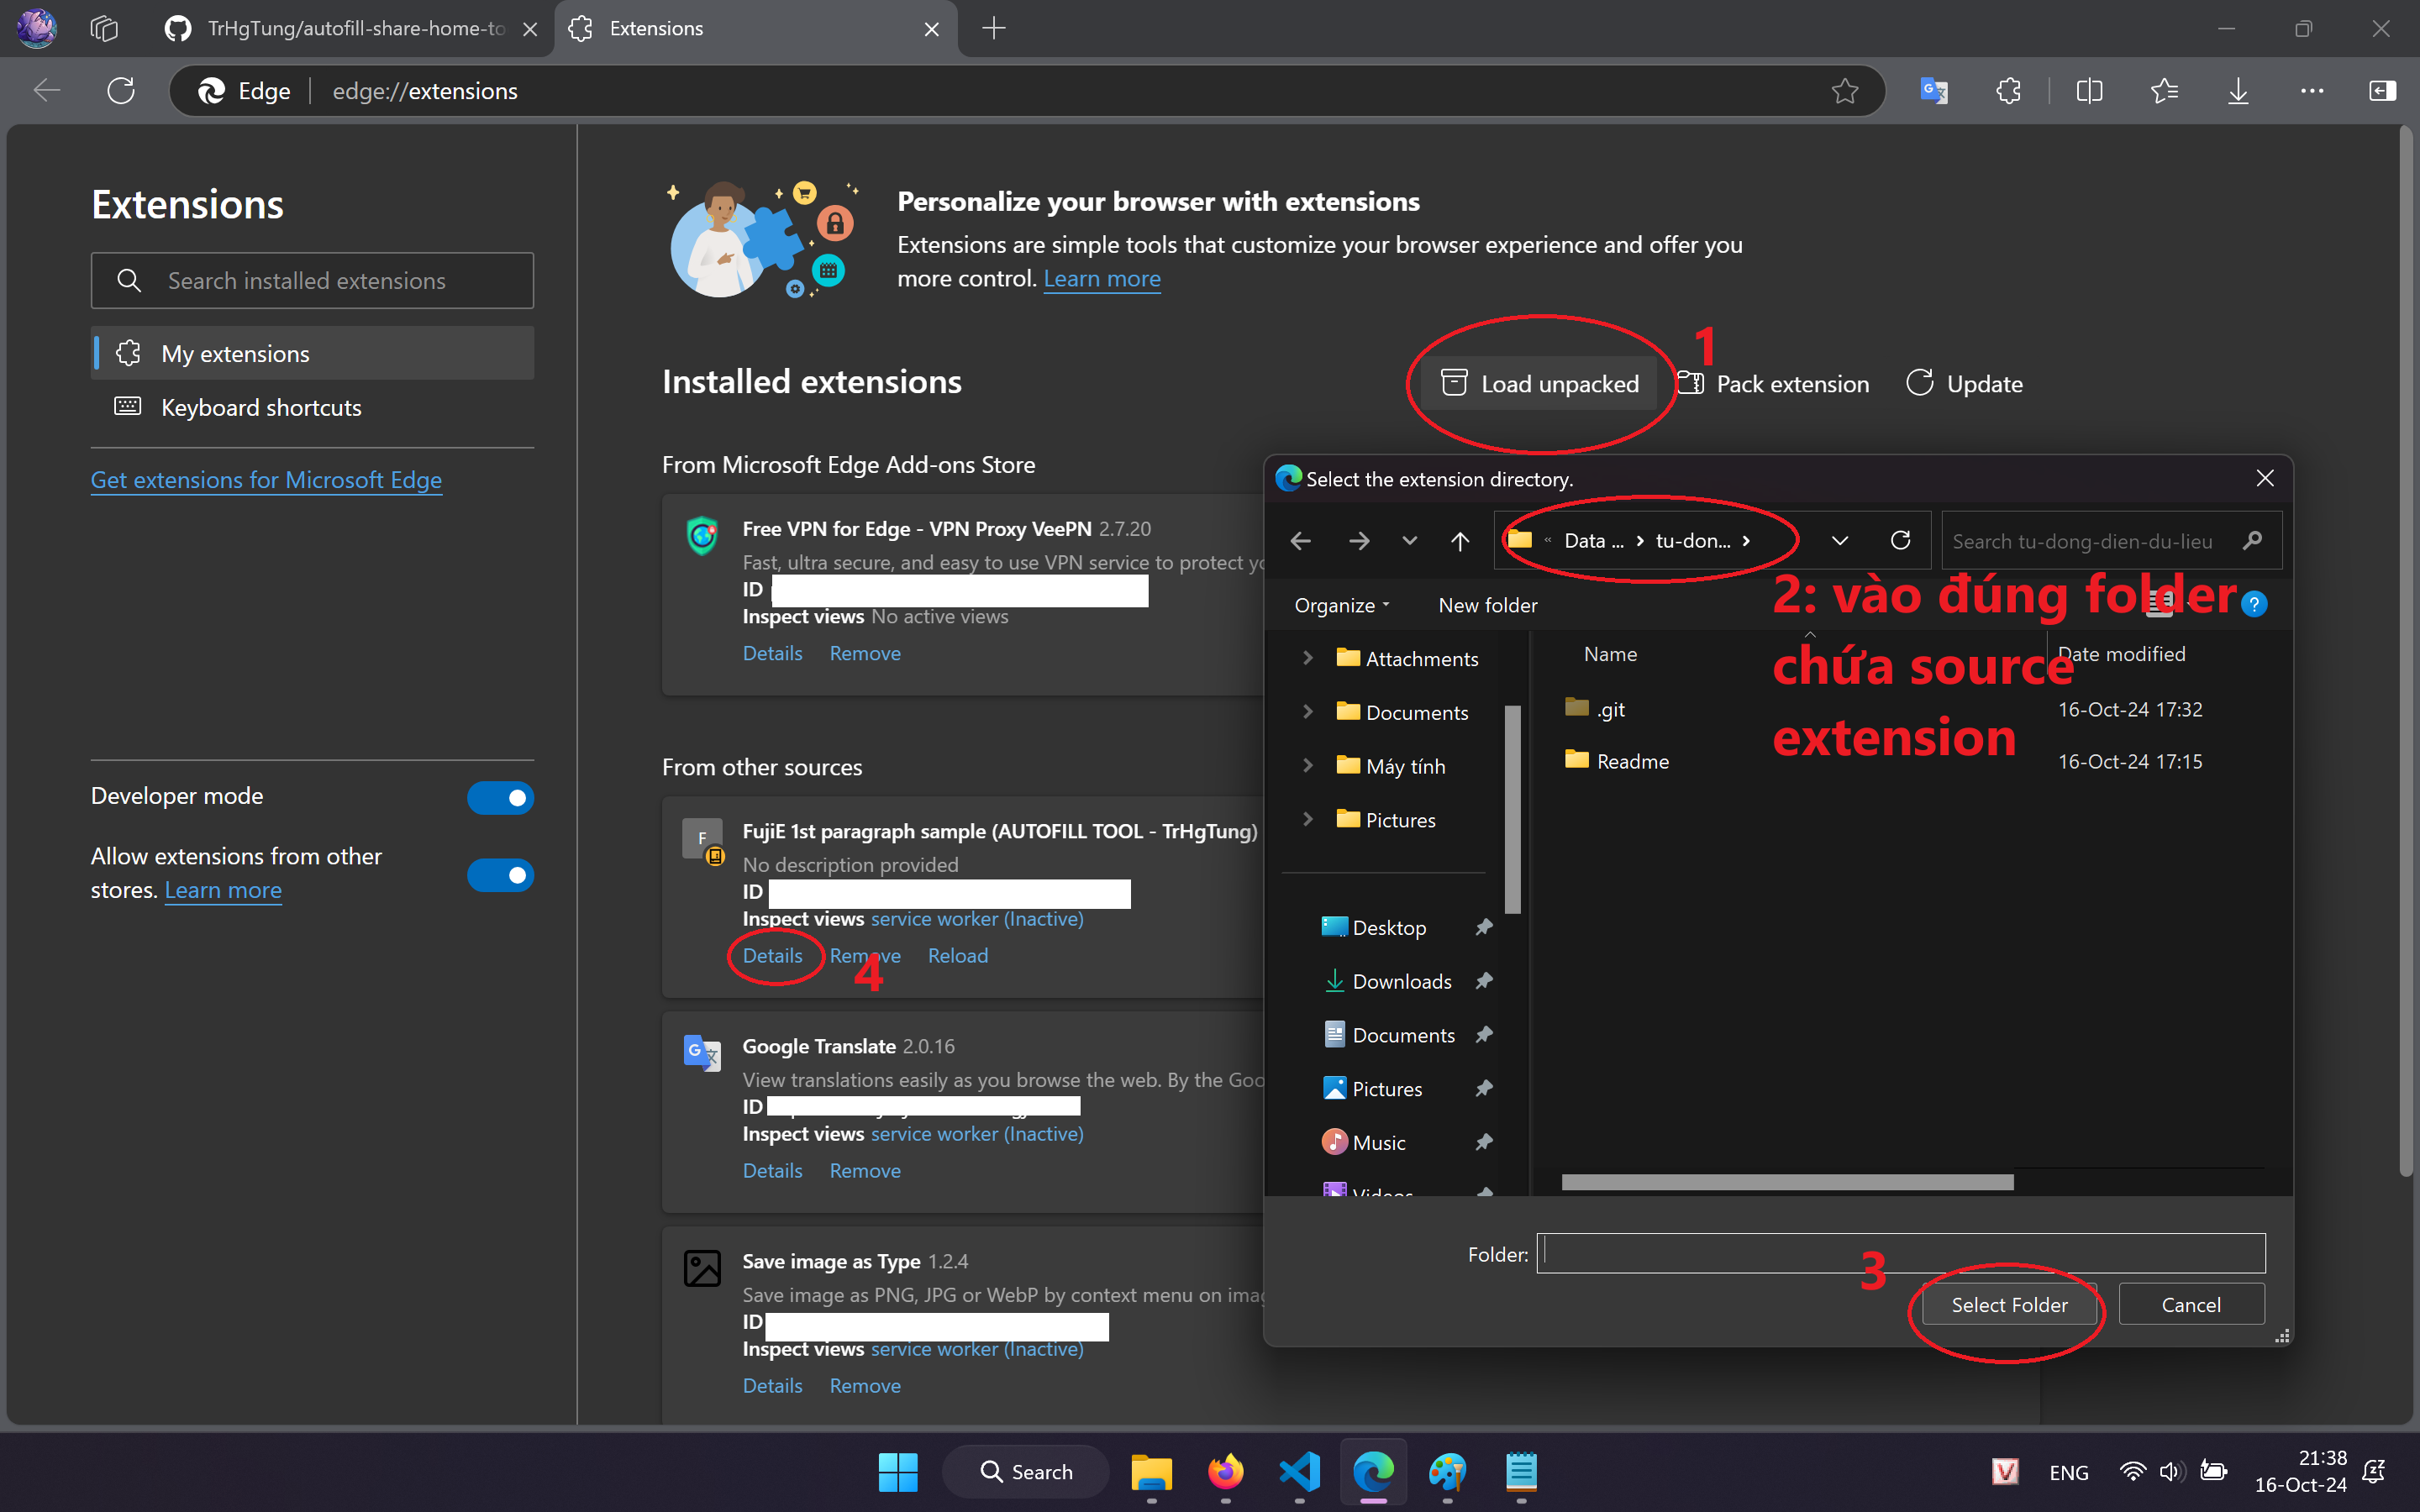 TrHgTung/autofill-share-home-to
Extensions
Edge
edge://extensions
Extensions
Search installed extensions
My extensions
Keyboard shortcuts
Get extensions for Microsoft Edge
Developer mode
Allow extensions from other
stores. Learn more
Personalize your browser with extensions
Extensions are simple tools that customize your browser experience and offer you
more control. Learn more
Installed extensions
Load unpacked
1
Pack extension
Update
From Microsoft Edge Add-ons Store
Free VPN for Edge - VPN Proxy VeePN 2.7.20
Fast, ultra secure, and easy to use VPN service to protect yo
ID
Inspect views No active views
Details Remove
From other sources
F
FujiE 1st paragraph sample (AUTOFILL TOOL - TrHgTung)
No description provided
ID
Inspect views service worker (Inactive)
Details Remove Reload
4
Google Translate 2.0.16
View translations easily as you browse the web. By the Goo
ID
Inspect views service worker (Inactive)
Details Remove
Save image as Type 1.2.4
Save image as PNG, JPG or WebP by context menu on imag
ID
Inspect views service worker (Inactive)
Details Remove
Select the extension directory.
« Data ... › tu-don... ›
Search tu-dong-dien-du-lieu
Organize
New folder
2: vào đúng folder
chứa source
extension
Attachments
Documents
Máy tính
Pictures
Desktop
Downloads
Documents
Pictures
Music
Videos
Name
Date modified
.git
16-Oct-24 17:32
Readme
16-Oct-24 17:15
Folder:
3
Select Folder
Cancel
Search
V
ENG
21:38
16-Oct-24